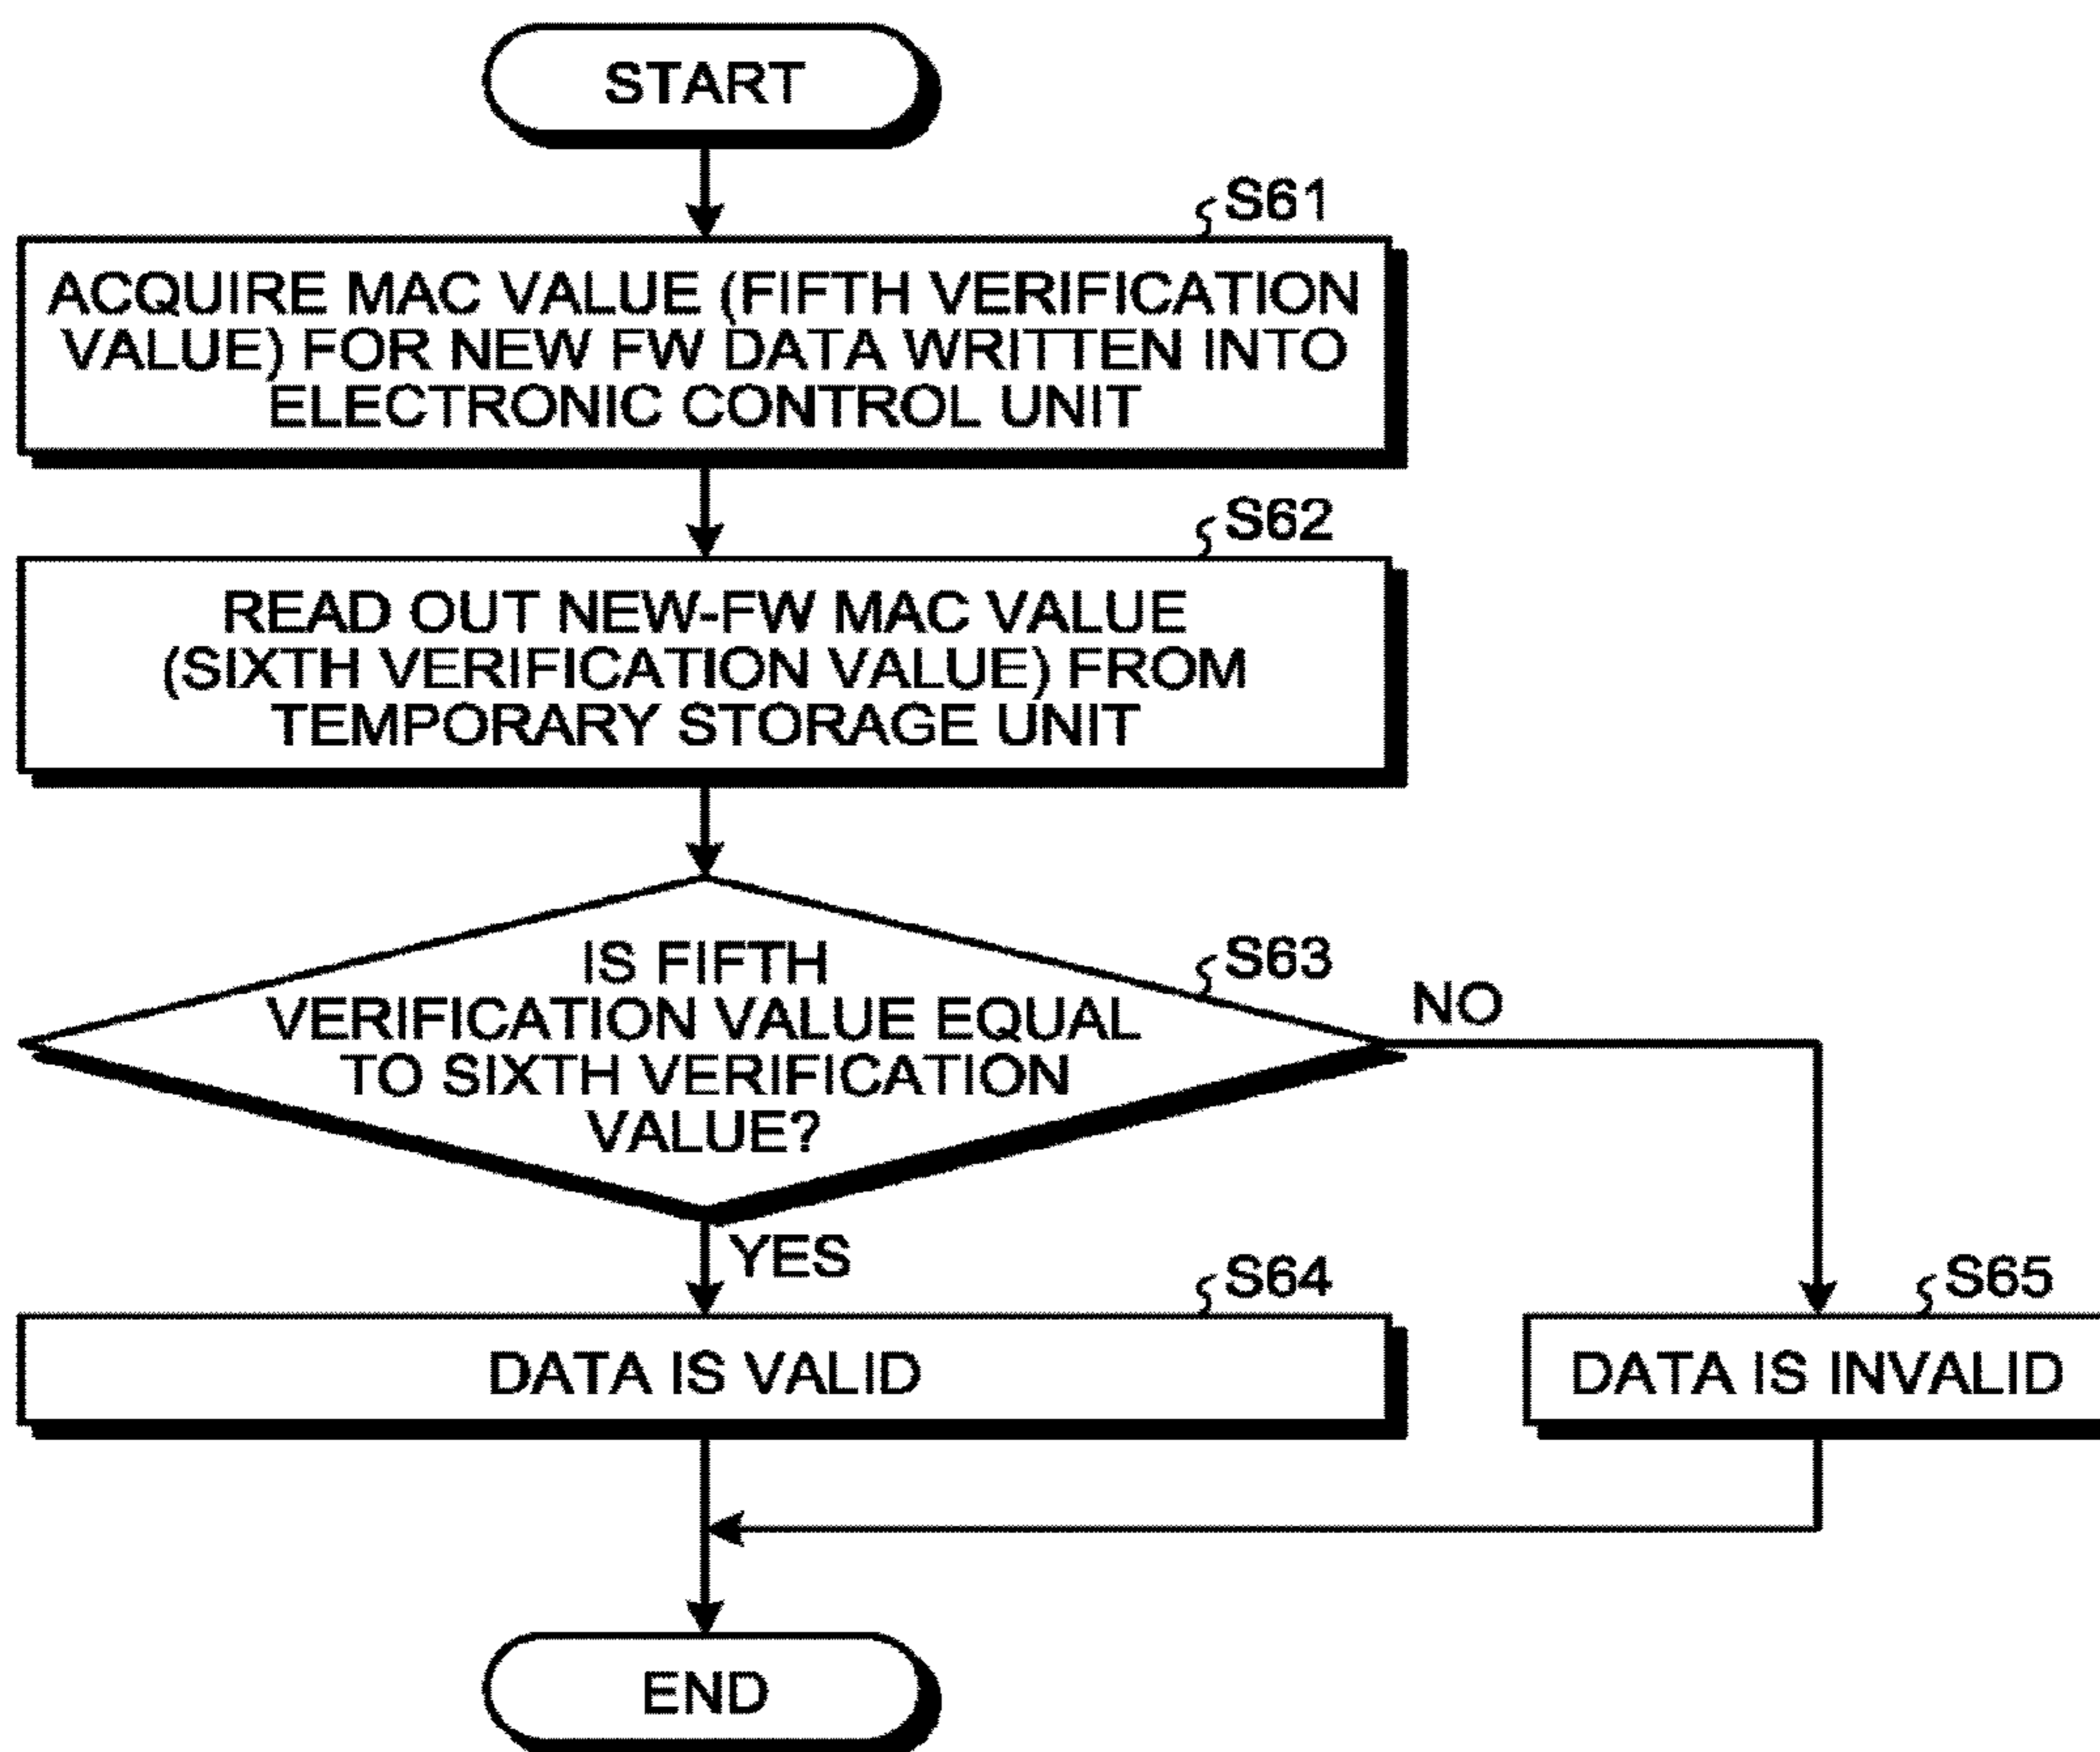 START
S61
ACQUIRE MAC VALUE (FIFTH VERIFICATION
VALUE) FOR NEW FW DATA WRITTEN INTO
ELECTRONIC CONTROL UNIT
S62
READ OUT NEW-FW MAC VALUE
(SIXTH VERIFICATION VALUE) FROM
TEMPORARY STORAGE UNIT
S63
IS FIFTH
VERIFICATION VALUE EQUAL
TO SIXTH VERIFICATION
VALUE?
NO
YES
S64
DATA IS VALID
S65
DATA IS INVALID
END